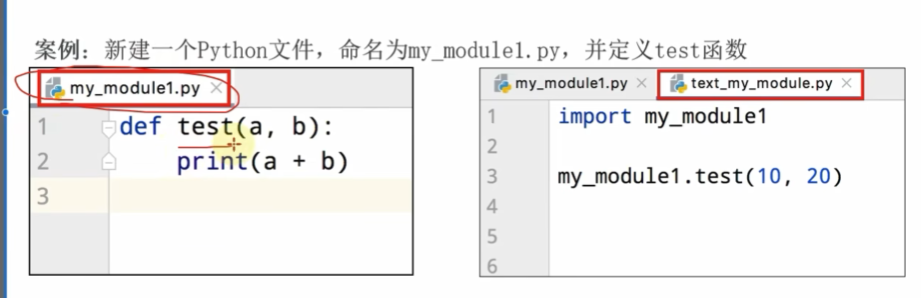 案例：新建一个Python文件，命名为my_module1.py，并定义test函数
my_module1.py
1 def test(a, b):
2 print(a + b)
3
my_module1.py text_my_module.py
1 import my_module1
2
3 my_module1.test(10, 20)
4
5
6